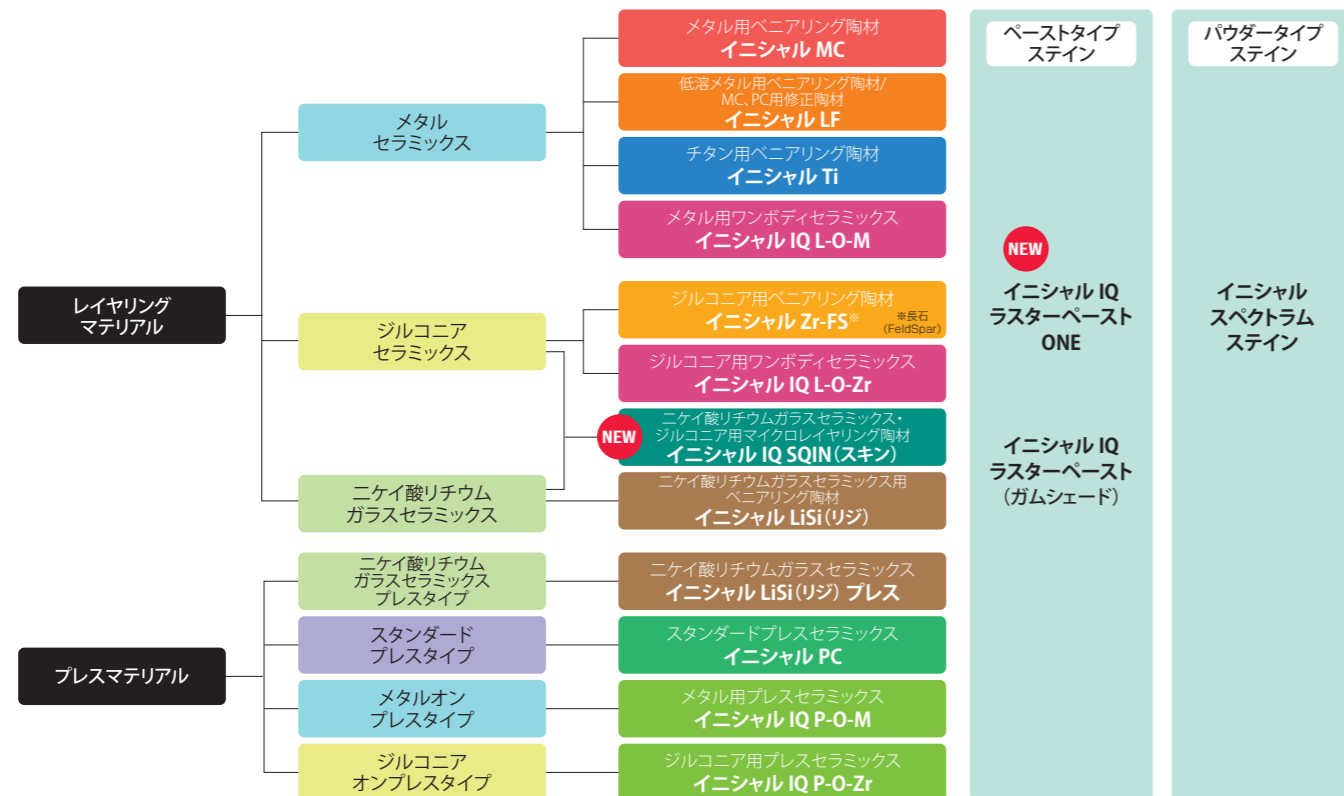 レイヤリング
マテリアル
メタル
セラミックス
メタル用ベニアリング陶材
イニシャル MC
低溶メタル用ベニアリング陶材/
MC、PC用修正陶材
イニシャル LF
チタン用ベニアリング陶材
イニシャル Ti
メタル用ワンボディセラミックス
イニシャル IQ L-O-M
ジルコニア
セラミックス
ジルコニア用ベニアリング陶材
イニシャル Zr-FS※
※長石
(FeldSpar)
ジルコニア用ワンボディセラミックス
イニシャル IQ L-O-Zr
NEW
二ケイ酸リチウムガラスセラミックス・
ジルコニア用マイクロレイヤリング陶材
イニシャル IQ SQIN(スキン)
二ケイ酸リチウム
ガラスセラミックス
二ケイ酸リチウムガラスセラミックス用
ベニアリング陶材
イニシャル LiSi(リジ)
プレスマテリアル
二ケイ酸リチウム
ガラスセラミックス
プレスタイプ
二ケイ酸リチウムガラスセラミックス
イニシャル LiSi(リジ) プレス
スタンダード
プレスタイプ
スタンダードプレスセラミックス
イニシャル PC
メタルオン
プレスタイプ
メタル用プレスセラミックス
イニシャル IQ P-O-M
ジルコニア
オンプレスタイプ
ジルコニア用プレスセラミックス
イニシャル IQ P-O-Zr
ペーストタイプ
ステイン
NEW
イニシャル IQ
ラスターペースト
ONE
イニシャル IQ
ラスターペースト
(ガムシェード)
パウダータイプ
ステイン
イニシャル
スペクトラム
ステイン